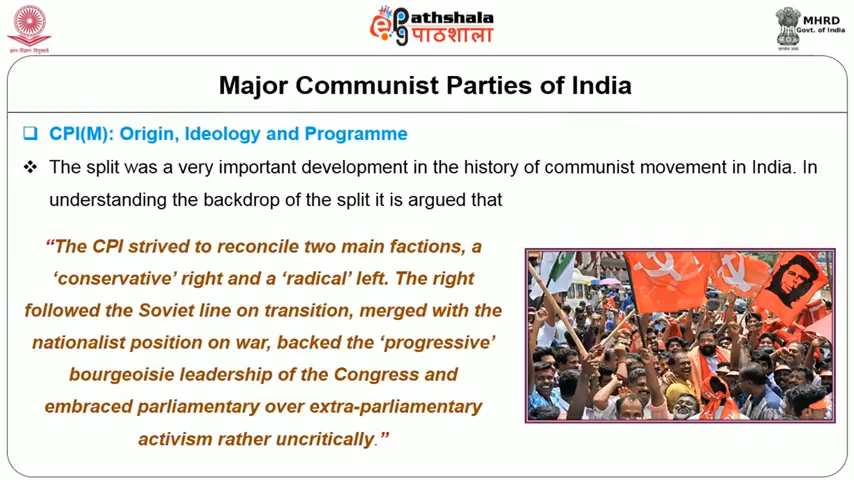 ज्ञान-विज्ञान विमुक्तये
ePathshala
पाठशाला
MHRD
Govt. of India
Major Communist Parties of India
CPI(M): Origin, Ideology and Programme
The split was a very important development in the history of communist movement in India. In
understanding the backdrop of the split it is argued that
“The CPI strived to reconcile two main factions, a
‘conservative’ right and a ‘radical’ left. The right
followed the Soviet line on transition, merged with the
nationalist position on war, backed the ‘progressive’
bourgeoisie leadership of the Congress and
embraced parliamentary over extra-parliamentary
activism rather uncritically.”